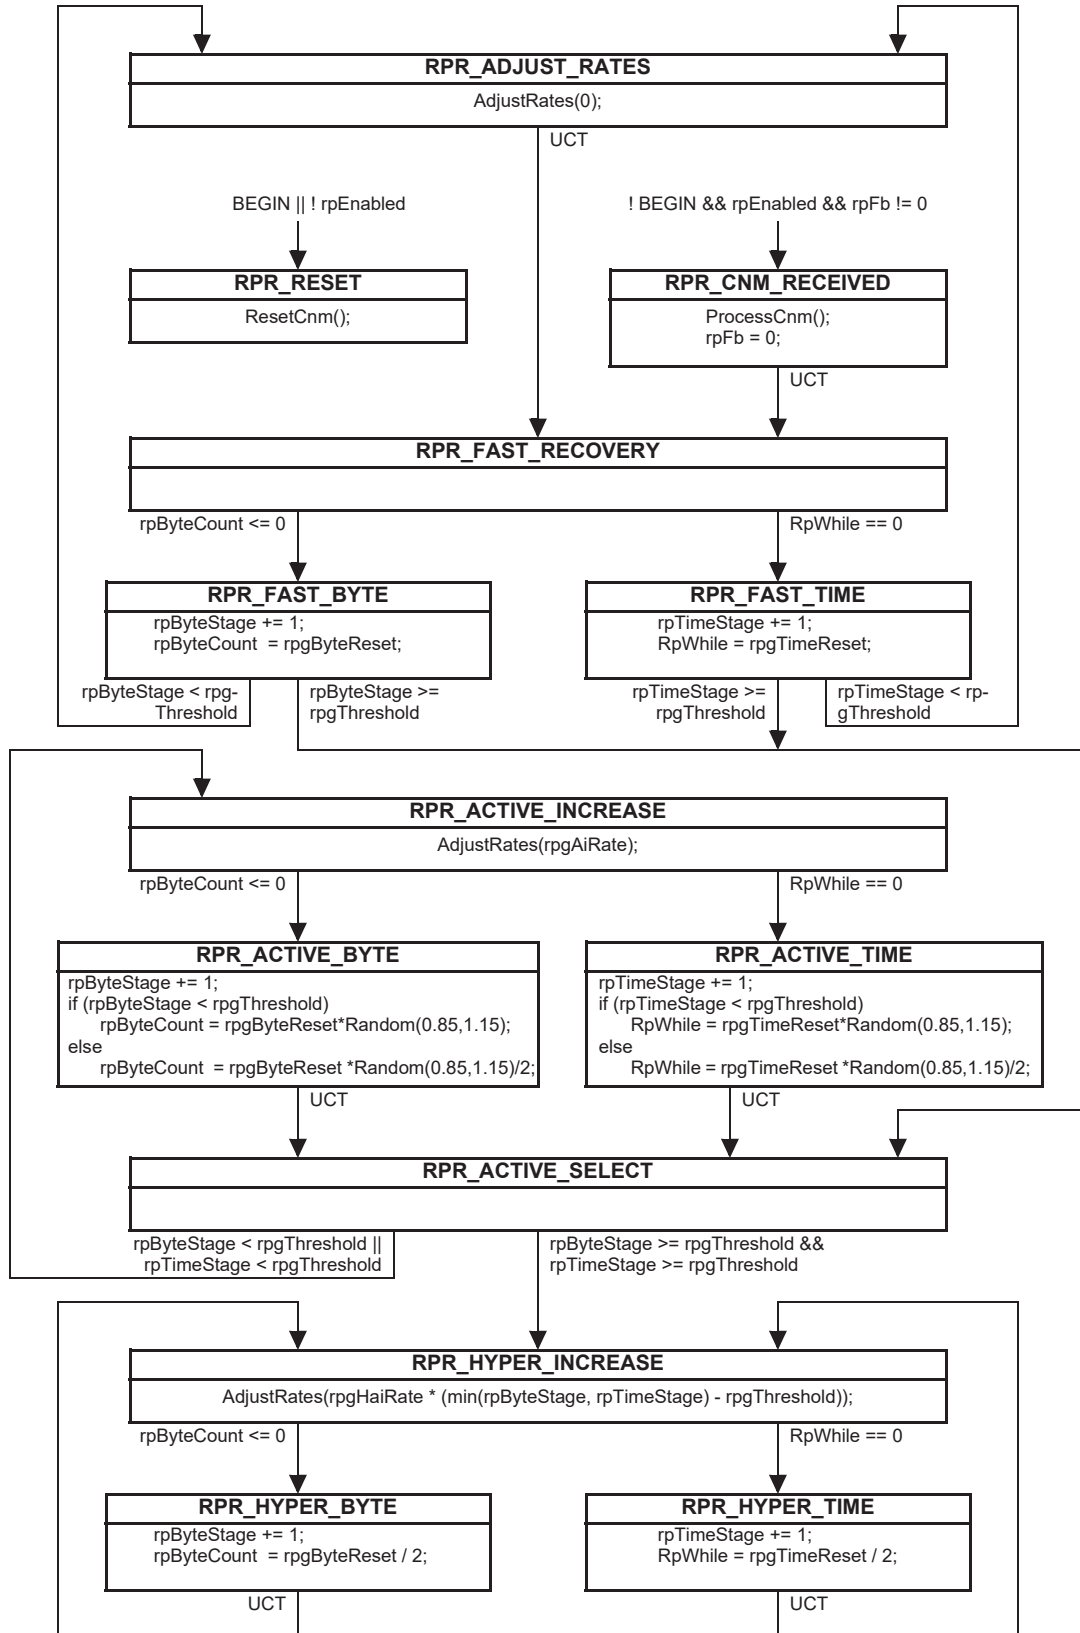 RPR_ADJUST_RATES
AdjustRates(0);
UCT
BEGIN || ! rpEnabled
! BEGIN && rpEnabled && rpFb != 0
RPR_RESET
ResetCnm();
RPR_CNM_RECEIVED
ProcessCnm();
rpFb = 0;
UCT
RPR_FAST_RECOVERY
rpByteCount <= 0
RpWhile == 0
RPR_FAST_BYTE
rpByteStage += 1;
rpByteCount  = rpgByteReset;
RPR_FAST_TIME
rpTimeStage += 1;
RpWhile = rpgTimeReset;
rpByteStage < rpg-
Threshold
rpByteStage >=
rpgThreshold
rpTimeStage >=
rpgThreshold
rpTimeStage < rp-
gThreshold
RPR_ACTIVE_INCREASE
AdjustRates(rpgAiRate);
rpByteCount <= 0
RpWhile == 0
RPR_ACTIVE_BYTE
rpByteStage += 1;
if (rpByteStage < rpgThreshold)
rpByteCount = rpgByteReset*Random(0.85,1.15);
else
rpByteCount  = rpgByteReset *Random(0.85,1.15)/2;
RPR_ACTIVE_TIME
rpTimeStage += 1;
if (rpTimeStage < rpgThreshold)
RpWhile = rpgTimeReset*Random(0.85,1.15);
else
RpWhile = rpgTimeReset *Random(0.85,1.15)/2;
UCT
UCT
RPR_ACTIVE_SELECT
rpByteStage < rpgThreshold ||
rpTimeStage < rpgThreshold
rpByteStage >= rpgThreshold &&
rpTimeStage >= rpgThreshold
RPR_HYPER_INCREASE
AdjustRates(rpgHaiRate * (min(rpByteStage, rpTimeStage) - rpgThreshold));
rpByteCount <= 0
RpWhile == 0
RPR_HYPER_BYTE
rpByteStage += 1;
rpByteCount  = rpgByteReset / 2;
RPR_HYPER_TIME
rpTimeStage += 1;
RpWhile = rpgTimeReset / 2;
UCT
UCT